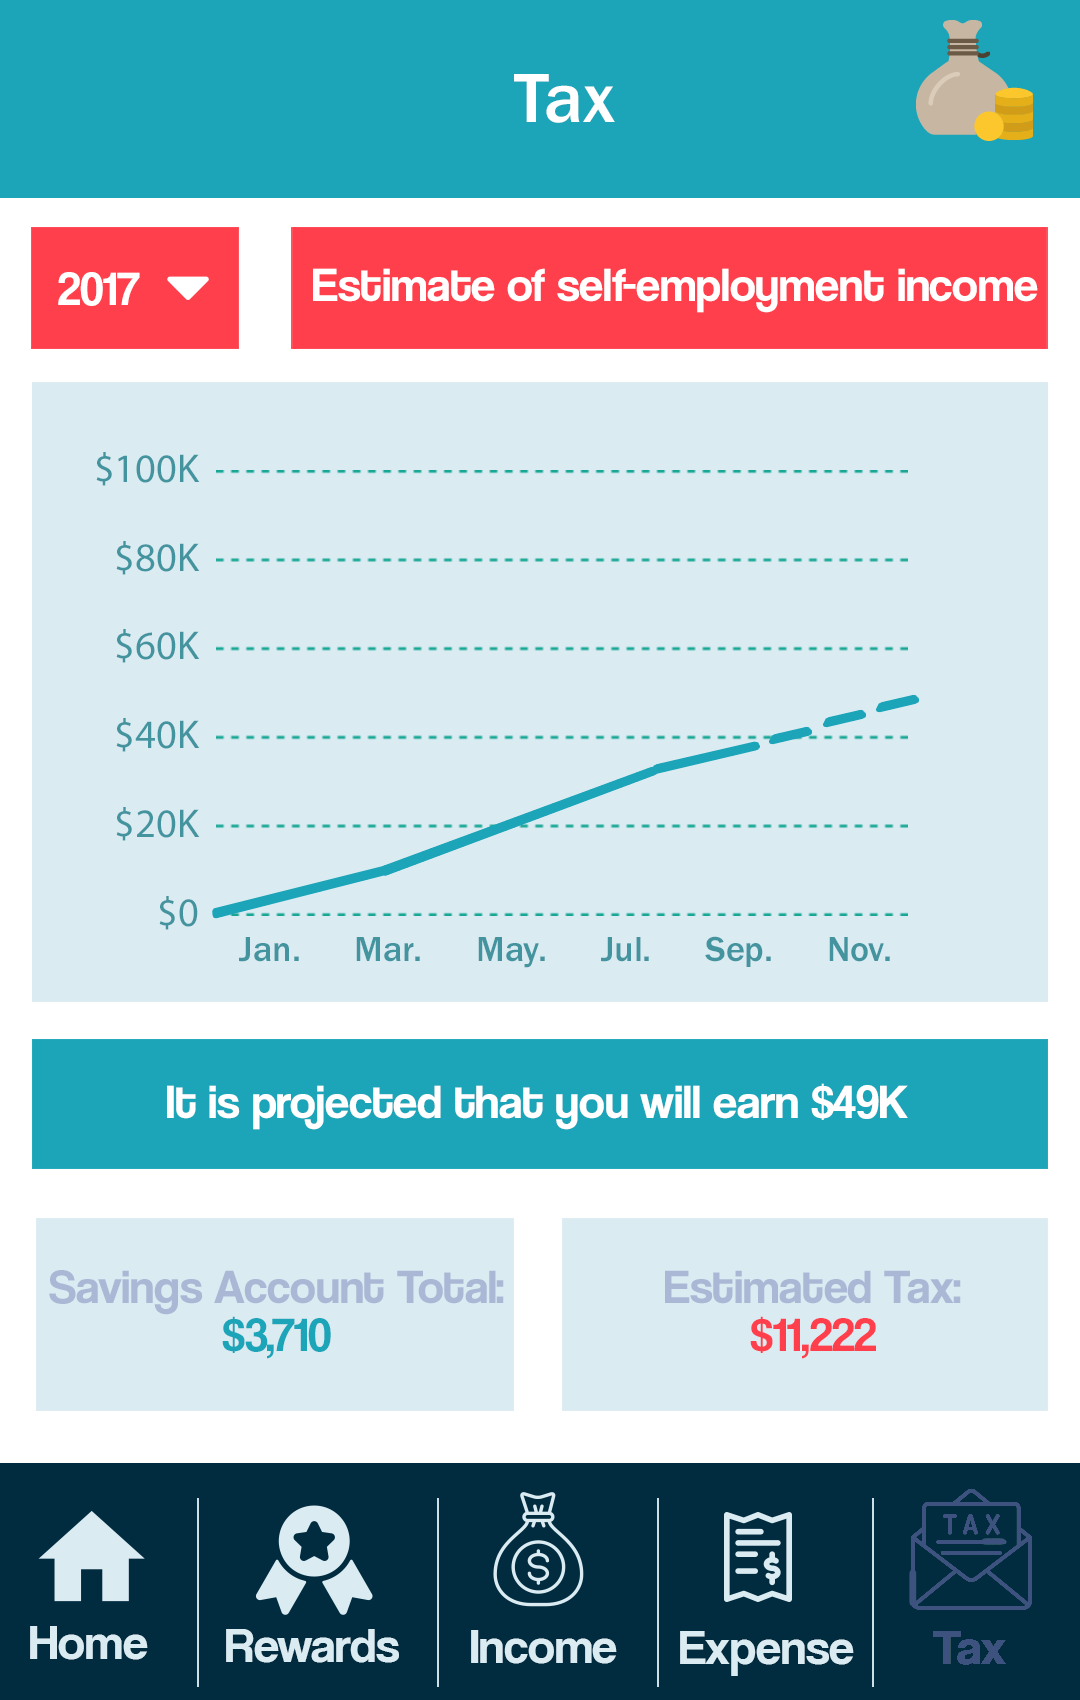 Tax
2017
Estimate of self-employment income
$100K
$80K
$60K
$40K
$20K
$0
Jan. Mar. May. Jul. Sep. Nov.
It is projected that you will earn $49K
Savings Account Total:
$3,710
Estimated Tax:
$11,222
$
$
TAX
Home Rewards Income Expense Tax